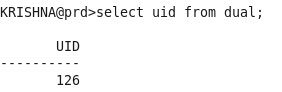 KRISHNA@prd>select uid from dual;
UID
----------
126